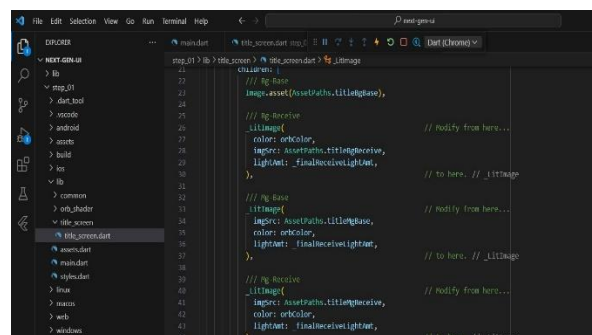 File Edit Selection View Go Run Terminal Help
next-gen-ui
EXPLORER
main.dart
title_screen.dart
Dart (Chrome)
NEXT-GEN-UI
lib
step_01
.dart_tool
.vscode
android
assets
build
ios
lib
common
orb_shader
title_screen
title_screen.dart
assets.dart
main.dart
styles.dart
linux
macos
web
windows
step_01 > lib > title_screen > title_screen.dart > _LitImage
21 children: [
22 /// Bg-Base
23 Image.asset(AssetPaths.titleBgBase),
24
25 /// Bg-Receive
26 _LitImage( // Modify from here...
27 color: orbColor,
28 imgSrc: AssetPaths.titleBgReceive,
29 lightAmt: _finalReceiveLightAmt,
30 ), // to here. // _LitImage
31
32 /// Mg-Base
33 _LitImage( // Modify from here...
34 imgSrc: AssetPaths.titleMgBase,
35 color: orbColor,
36 lightAmt: _finalReceiveLightAmt,
37 ), // to here. // _LitImage
38
39 /// Mg-Receive
40 _LitImage( // Modify from here...
41 imgSrc: AssetPaths.titleMgReceive,
42 color: orbColor,
43 lightAmt: _finalReceiveLightAmt,